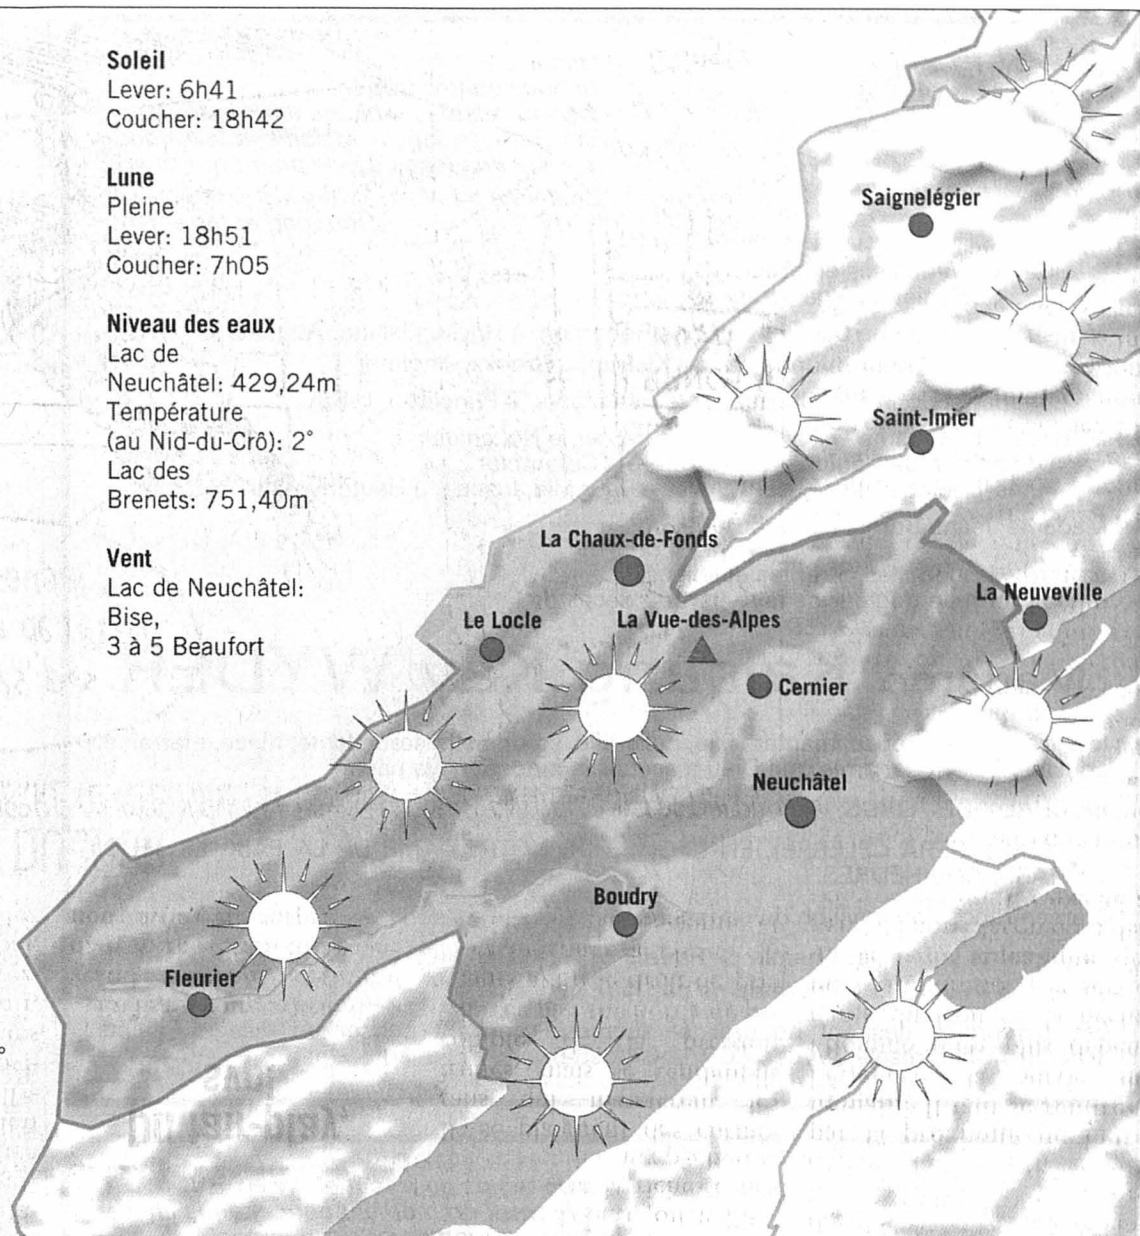 Soleil
Lever: 6h41
Coucher: 18h42
Lune
Pleine
Lever: 18h51
Coucher: 7h05
Niveau des eaux
Lac de
Neuchâtel: 429,24m
Température
(au Nid-du-Crô): 2°
Lac des
Brenets: 751,40m
Vent
Lac de Neuchâtel:
Bise,
3 à 5 Beaufort
Saignelégier
Saint-Imier
La Chaux-de-Fonds
La Neuveville
Le Locle
La Vue-des-Alpes
Cernier
Neuchâtel
Boudry
Fleurier